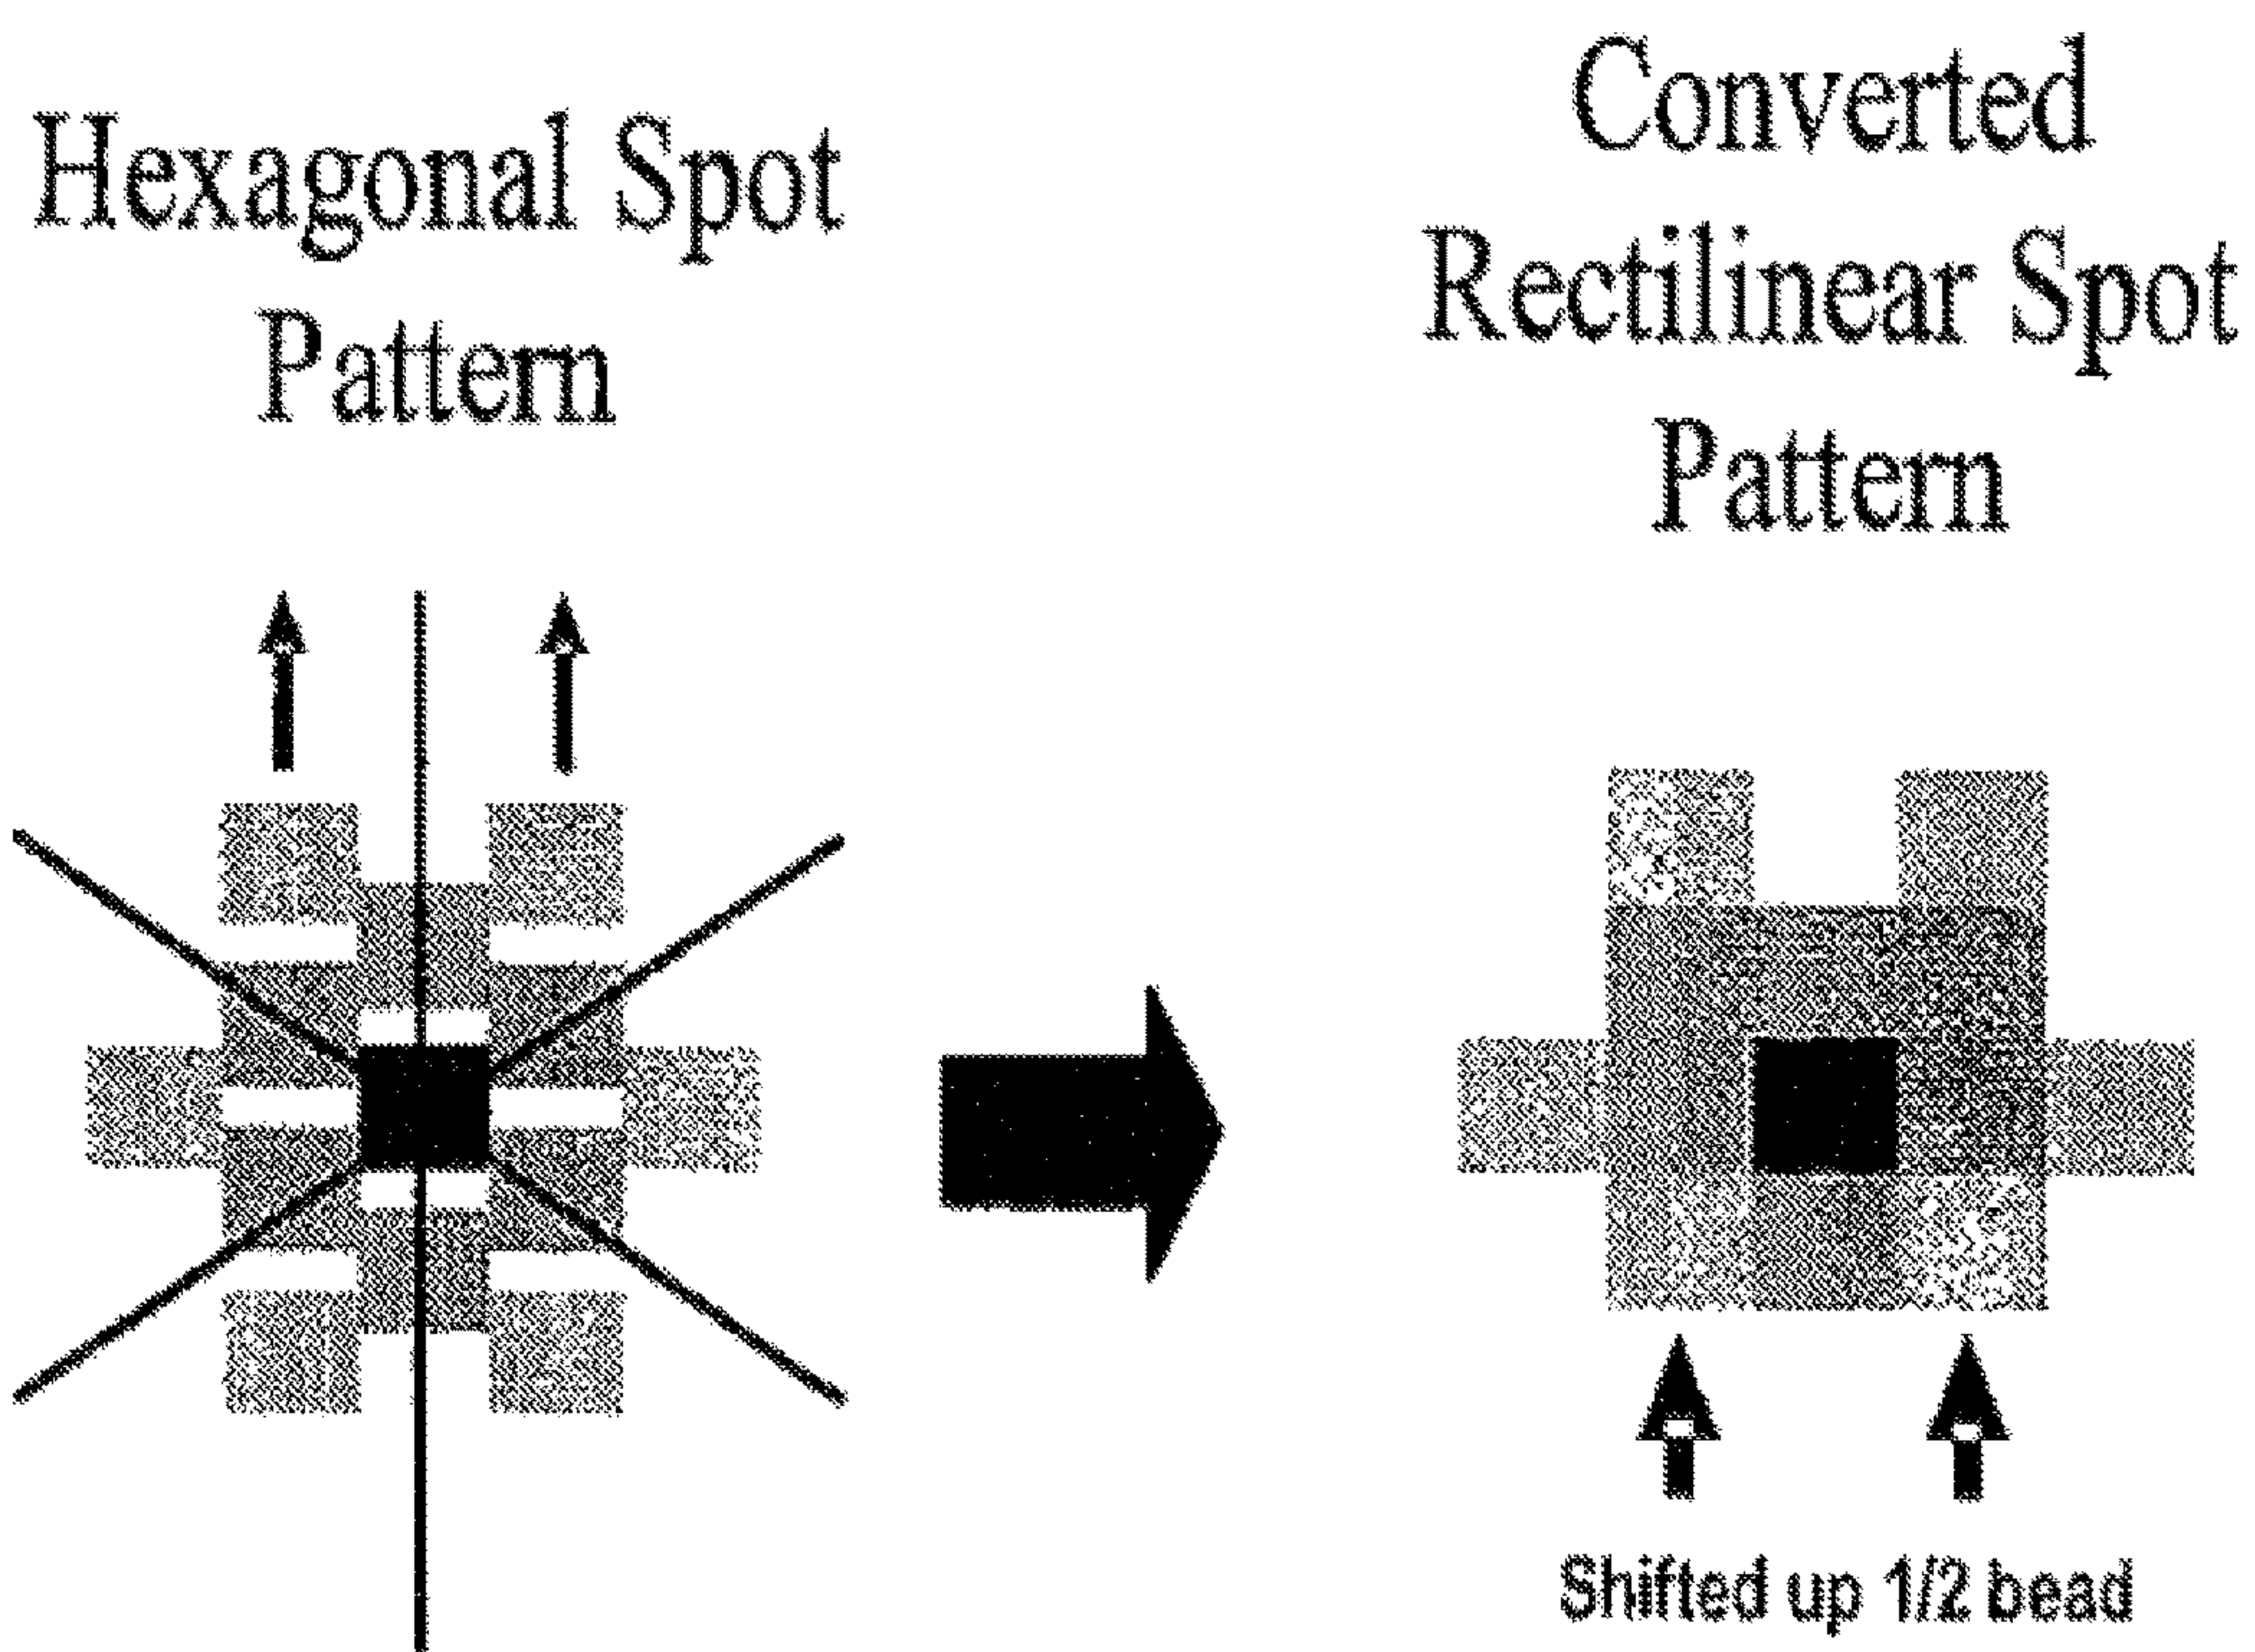 Hexagonal Spot
Pattern
Converted
Rectilinear Spot
Pattern
Shifted up 1/2 bead